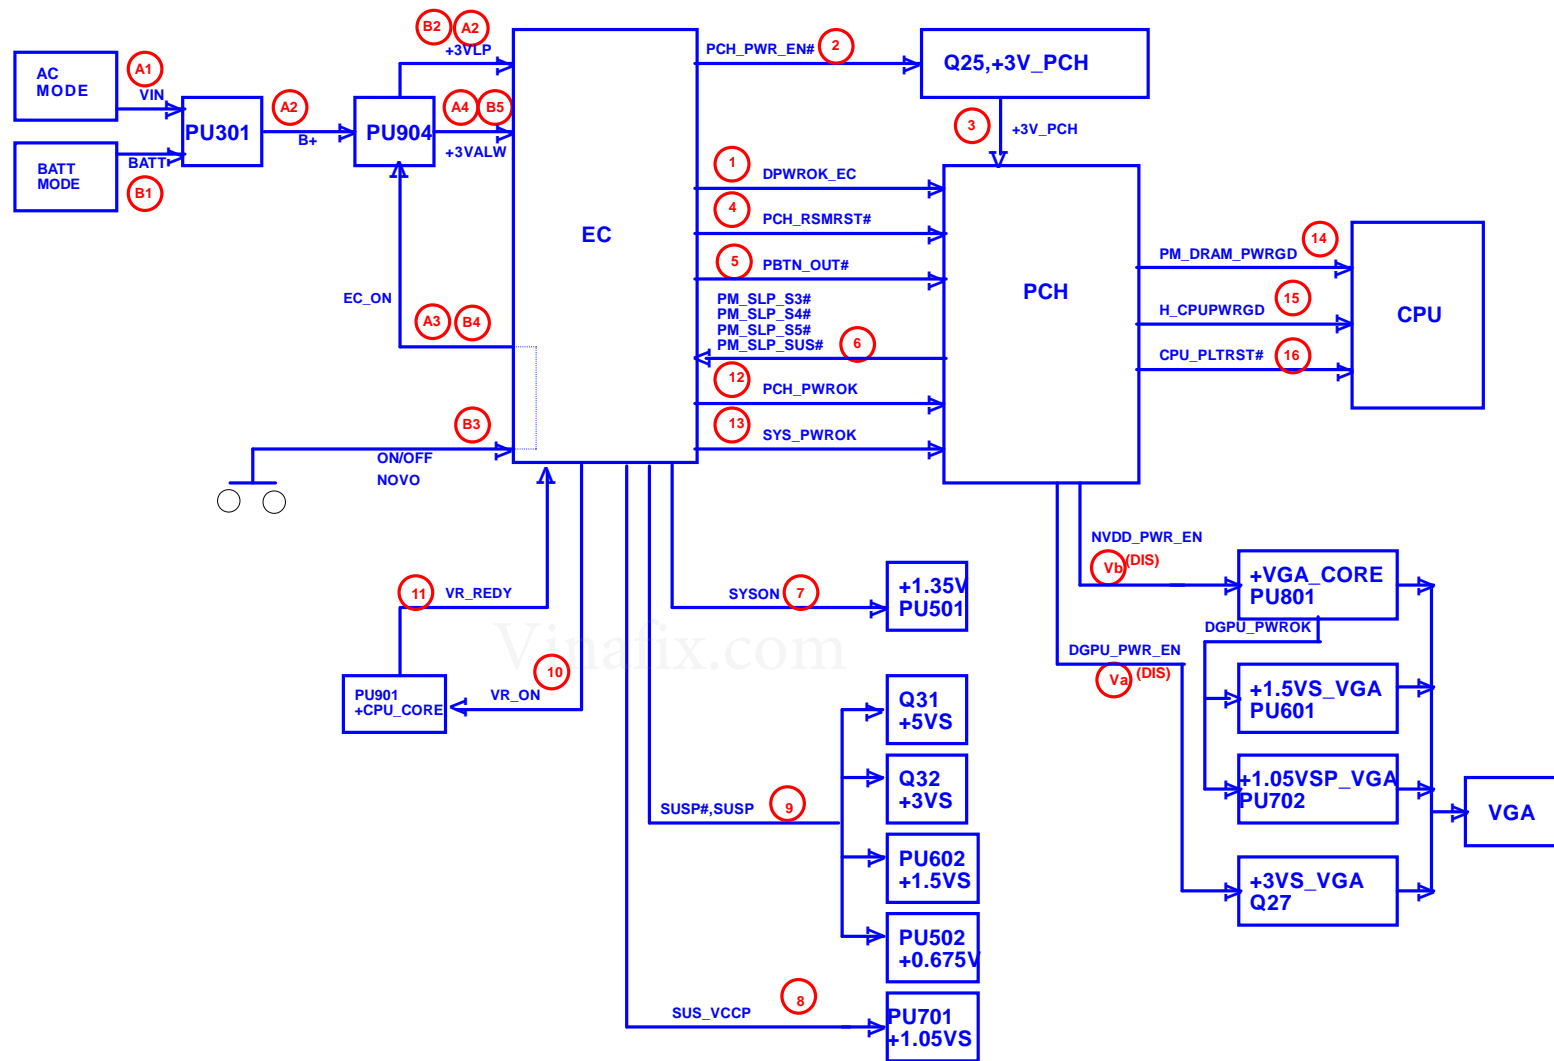 B2
A2
+3VLP
AC
MODE
A1
VIN
PU301
A2
B+
PU904
A4
B5
+3VALW
BATT
MODE
BATT
B1
EC_ON
A3
B4
B3
ON/OFF
NOVO
EC
PCH_PWR_EN#
2
Q25,+3V_PCH
3
+3V_PCH
1
DPWROK_EC
4
PCH_RSMRST#
5
PBTN_OUT#
PM_SLP_S3#
PM_SLP_S4#
PM_SLP_S5#
PM_SLP_SUS#
6
12
PCH_PWROK
13
SYS_PWROK
PCH
PM_DRAM_PWRGD
14
H_CPUPWRGD
15
CPU_PLTRST#
16
CPU
11
VR_REDY
10
VR_ON
PU901
+CPU_CORE
SYSON
7
+1.35V
PU501
Vinafix.com
Q31
+5VS
Q32
+3VS
SUSP#,SUSP
9
PU602
+1.5VS
PU502
+0.675V
SUS_VCCP
8
PU701
+1.05VS
NVDD_PWR_EN
Vb
(DIS)
+VGA_CORE
PU801
DGPU_PWROK
DGPU_PWR_EN
Va
(DIS)
+1.5VS_VGA
PU601
+1.05VSP_VGA
PU702
+3VS_VGA
Q27
VGA